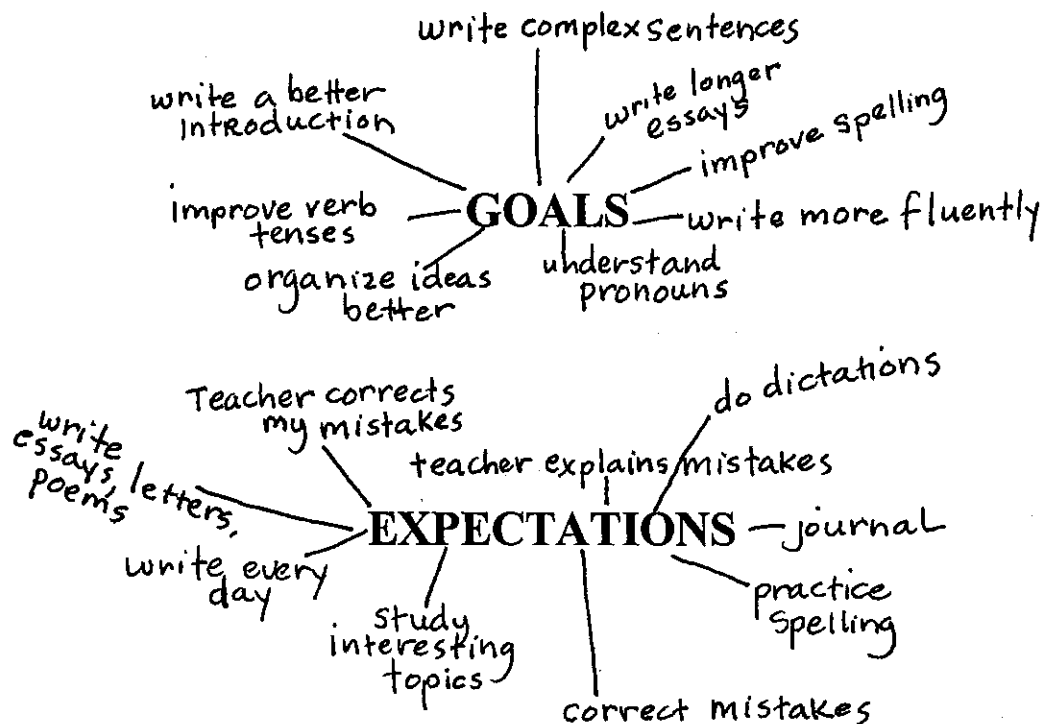 write complex sentences
write a better
introduction
write longer
essays
improve spelling
improve verb
tenses
GOALS
write more fluently
organize ideas
better
understand
pronouns
do dictations
Teacher corrects
my mistakes
write
essays, letters,
poems
teacher explains mistakes
EXPECTATIONS
journal
write every
day
practice
spelling
study
interesting
topics
correct mistakes